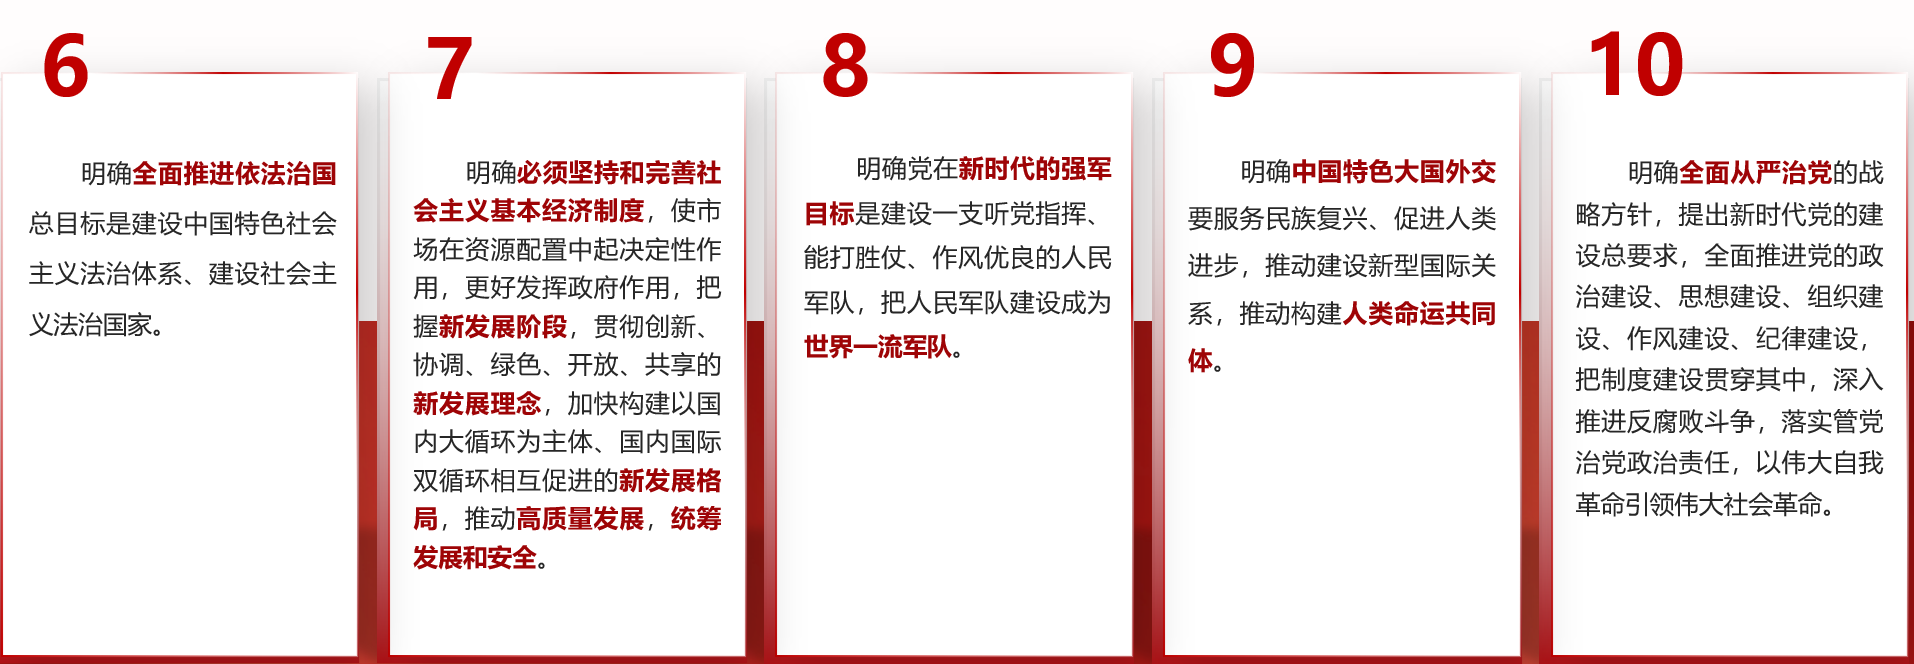 6
明确全面推进依法治国
总目标是建设中国特色社会
主义法治体系、建设社会主
义法治国家。
7
明确必须坚持和完善社
会主义基本经济制度，使市
场在资源配置中起决定性作
用，更好发挥政府作用，把
握新发展阶段，贯彻创新、
协调、绿色、开放、共享的
新发展理念，加快构建以国
内大循环为主体、国内国际
双循环相互促进的新发展格
局，推动高质量发展，统筹
发展和安全。
8
明确党在新时代的强军
目标是建设一支听党指挥、
能打胜仗、作风优良的人民
军队，把人民军队建设成为
世界一流军队。
9
明确中国特色大国外交
要服务民族复兴、促进人类
进步，推动建设新型国际关
系，推动构建人类命运共同
体。
10
明确全面从严治党的战
略方针，提出新时代党的建
设总要求，全面推进党的政
治建设、思想建设、组织建
设、作风建设、纪律建设，
把制度建设贯穿其中，深入
推进反腐败斗争，落实管党
治党政治责任，以伟大自我
革命引领伟大社会革命。